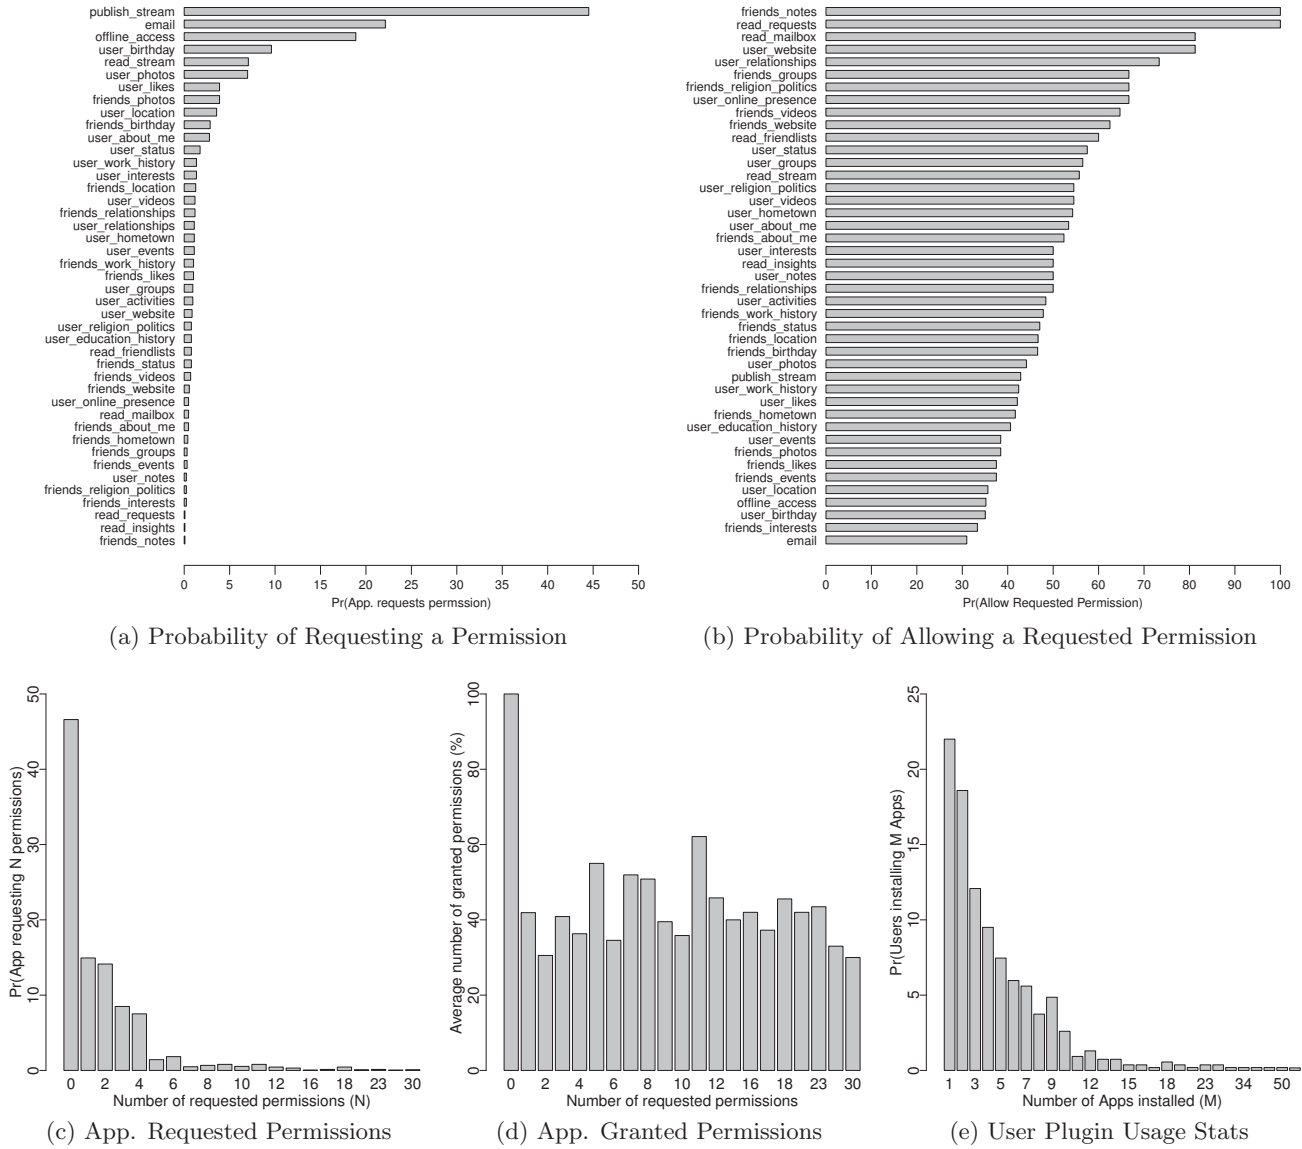 publish_stream
email
offline_access
user_birthday
read_stream
user_photos
user_likes
friends_photos
user_location
friends_birthday
user_about_me
user_status
user_work_history
user_interests
friends_location
user_videos
friends_relationships
user_relationships
user_hometown
user_events
friends_work_history
friends_likes
user_groups
user_activities
user_website
user_religion_politics
user_education_history
read_friendlists
friends_status
friends_videos
friends_website
user_online_presence
read_mailbox
friends_about_me
friends_hometown
friends_groups
friends_events
user_notes
friends_religion_politics
friends_interests
read_requests
read_insights
friends_notes
0 5 10 15 20 25 30 35 40 45 50
Pr(App. requests permssion)
(a) Probability of Requesting a Permission
friends_notes
read_requests
read_mailbox
user_website
user_relationships
friends_groups
friends_religion_politics
user_online_presence
friends_videos
friends_website
read_friendlists
user_status
user_groups
read_stream
user_religion_politics
user_videos
user_hometown
user_about_me
friends_about_me
user_interests
read_insights
user_notes
friends_relationships
user_activities
friends_work_history
friends_status
friends_location
friends_birthday
user_photos
publish_stream
user_work_history
user_likes
friends_hometown
user_education_history
user_events
friends_photos
friends_likes
friends_events
user_location
offline_access
user_birthday
friends_interests
email
0 10 20 30 40 50 60 70 80 90 100
Pr(Allow Requested Permission)
(b) Probability of Allowing a Requested Permission
Pr(App requesting N permissions)
50
40
30
20
10
0
0 2 4 6 8 10 12 16 18 23 30
Number of requested permissions (N)
(c) App. Requested Permissions
Average number of granted permissions (%)
100
80
60
40
20
0
0 2 4 6 8 10 12 16 18 23 30
Number of requested permissions
(d) App. Granted Permissions
Pr(Users installing M Apps)
25
20
15
10
5
0
1 3 5 7 9 12 15 18 23 34 50
Number of Apps installed (M)
(e) User Plugin Usage Stats